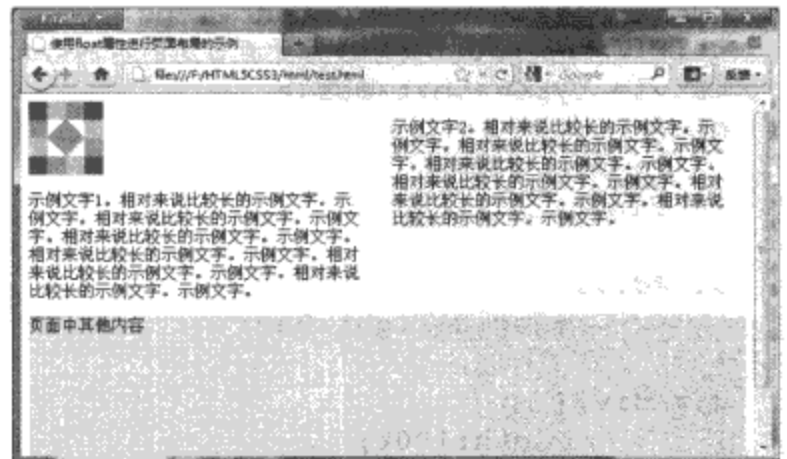 使用float属性进行页面布局的示例
file:///F:/HTML5CSS3/html/test.html
Google
反馈
示例文字1。相对来说比较长的示例文字。示
例文字。相对来说比较长的示例文字。示例文
字。相对来说比较长的示例文字。示例文字。
相对来说比较长的示例文字。示例文字。相对
来说比较长的示例文字。示例文字。相对来说
比较长的示例文字。示例文字。
示例文字2。相对来说比较长的示例文字。示
例文字。相对来说比较长的示例文字。示例文
字。相对来说比较长的示例文字。示例文字。
相对来说比较长的示例文字。示例文字。相对
来说比较长的示例文字。示例文字。相对来说
比较长的示例文字。示例文字。
页面中其他内容